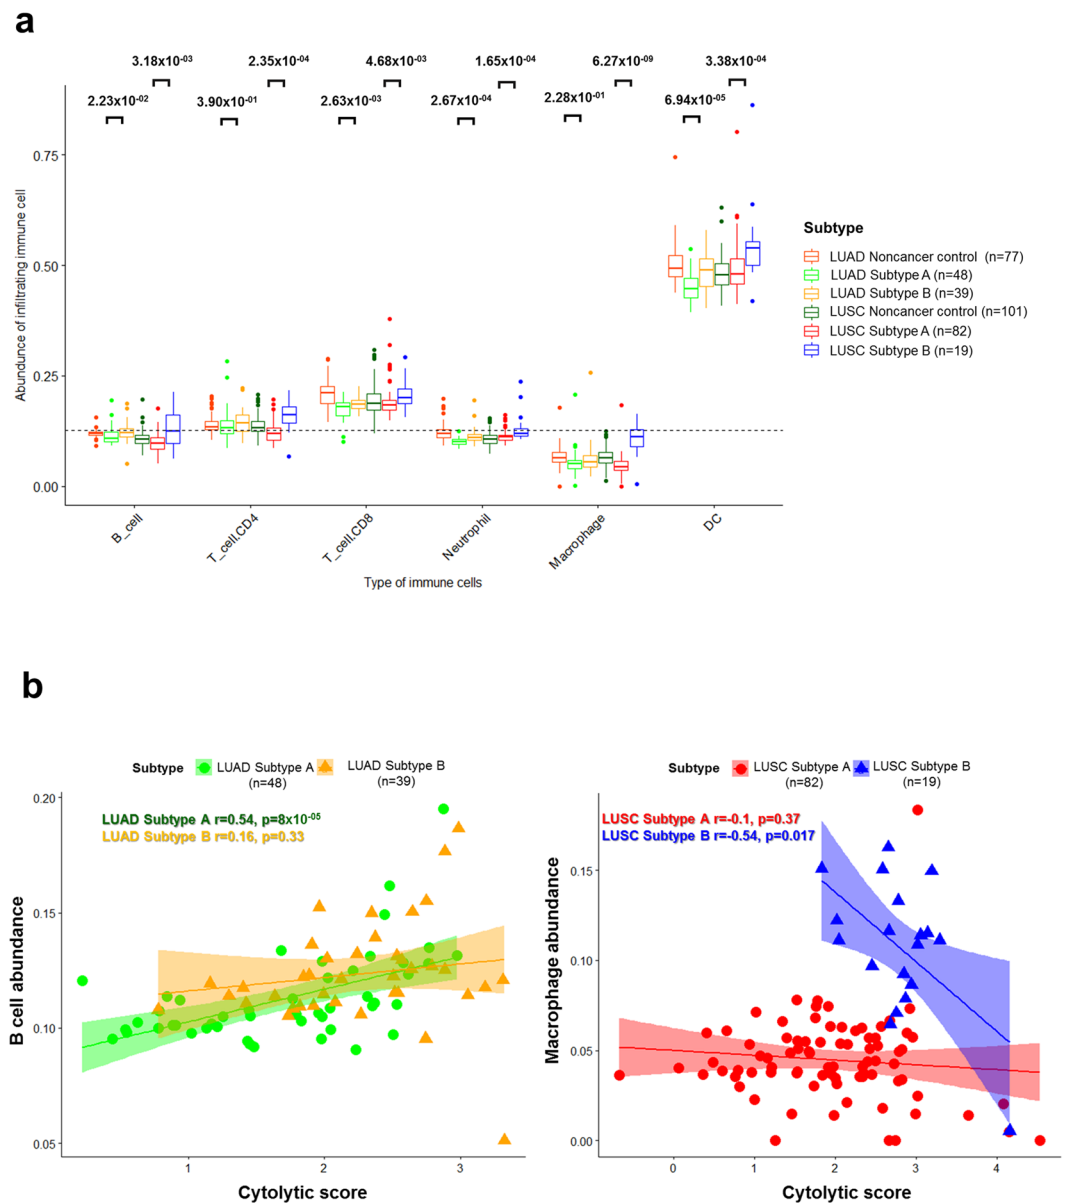 a
3.18x10-03 2.35x10-04 4.68x10-03 1.65x10-04 6.27x10-09 3.38x10-04
2.23x10-02 3.90x10-01 2.63x10-03 2.67x10-04 2.28x10-01 6.94x10-05
Abundunce of infiltrating immune cell
0.75
0.50
0.25
0.00
B_cell T_cell.CD4 T_cell.CD8 Neutrophil Macrophage DC
Type of immune cells
Subtype
LUAD Noncancer control (n=77)
LUAD Subtype A (n=48)
LUAD Subtype B (n=39)
LUSC Noncancer control (n=101)
LUSC Subtype A (n=82)
LUSC Subtype B (n=19)
b
Subtype LUAD Subtype A LUAD Subtype B
(n=48) (n=39)
LUAD Subtype A r=0.54, p=8x10-05
LUAD Subtype B r=0.16, p=0.33
B cell abundance
0.20
0.15
0.10
0.05
1 2 3
Cytolytic score
Subtype LUSC Subtype A LUSC Subtype B
(n=82) (n=19)
LUSC Subtype A r=-0.1, p=0.37
LUSC Subtype B r=-0.54, p=0.017
Macrophage abundance
0.15
0.10
0.05
0.00
0 1 2 3 4
Cytolytic score